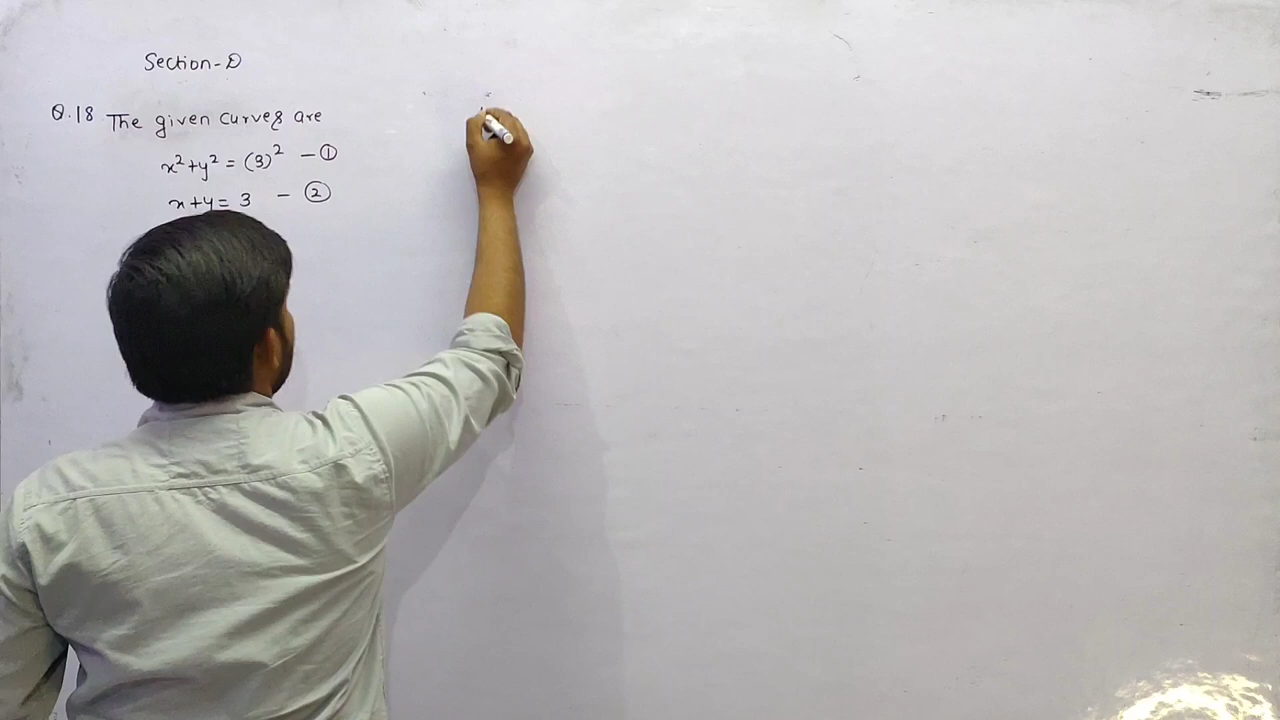 Section-D
Q.18 The given curves are
x²+y² = (3)² - ①
x+y = 3 - ②